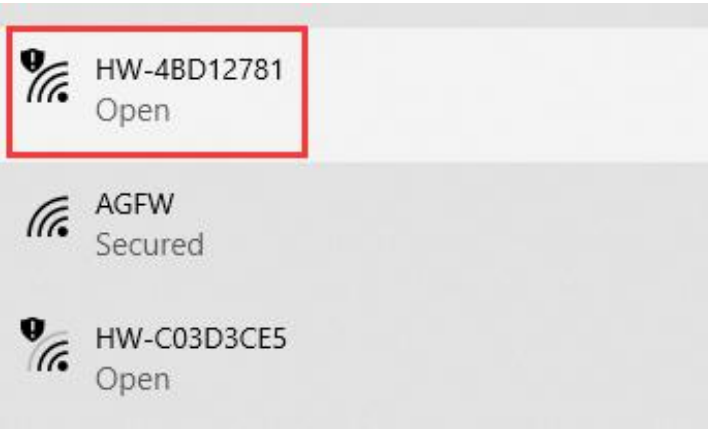 HW-4BD12781
Open
AGFW
Secured
HW-C03D3CE5
Open